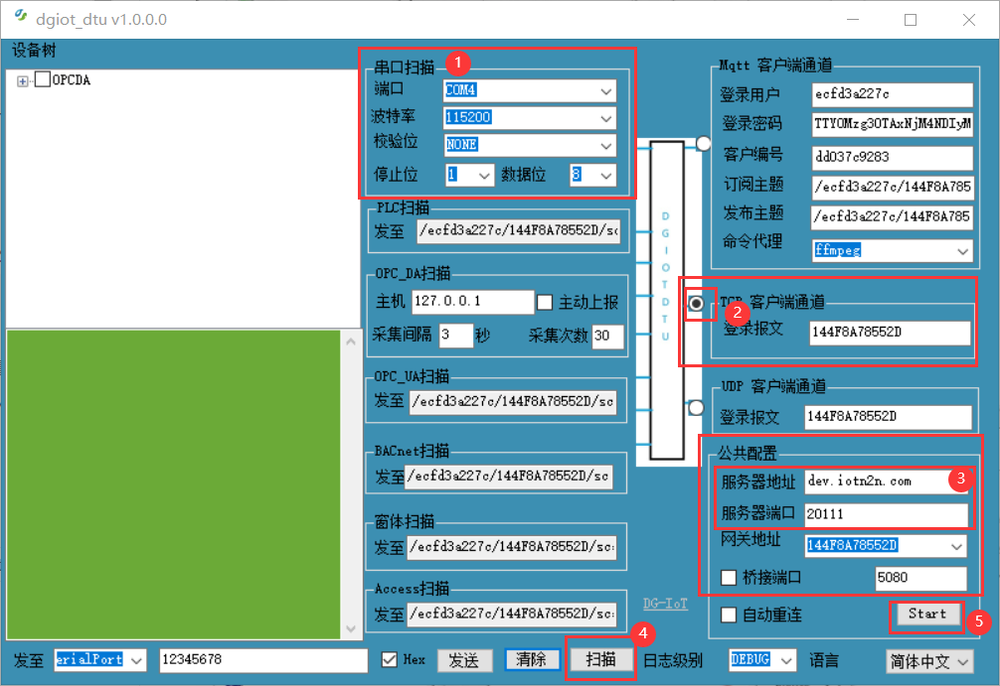 dgiot_dtu v1.0.0.0
设备树
OPCDA
串口扫描 1
端口 COM4
波特率 115200
校验位 NONE
停止位 1 数据位 8
PLC扫描
发至 /ecfd3a227c/144F8A78552D/sc
OPC_DA扫描
主机 127.0.0.1 主动上报
采集间隔 3 秒 采集次数 30
OPC_UA扫描
发至 /ecfd3a227c/144F8A78552D/sc
BACnet扫描
发至 /ecfd3a227c/144F8A78552D/sc
窗体扫描
发至 /ecfd3a227c/144F8A78552D/sc
Access扫描
发至 /ecfd3a227c/144F8A78552D/sc
DGIOTDTU
Mqtt 客户端通道
登录用户 ecfd3a227c
登录密码 TTYOMzg3OTAxNjM4NDIyM
客户编号 dd037c9283
订阅主题 /ecfd3a227c/144F8A785
发布主题 /ecfd3a227c/144F8A785
命令代理 ffmpeg
TCP 客户端通道
2
登录报文 144F8A78552D
UDP 客户端通道
登录报文 144F8A78552D
公共配置
服务器地址 dev.iotn2n.com 3
服务器端口 20111
网关地址 144F8A78552D
桥接端口 5080
DG-IoT
自动重连 Start 5
4
发至 erialPort 12345678 Hex 发送 清除 扫描 日志级别 DEBUG 语言 简体中文